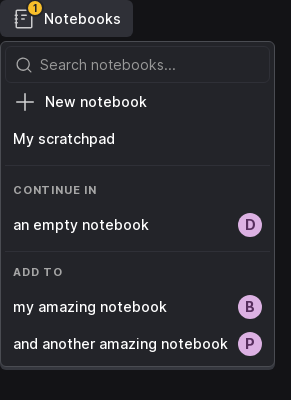 1
Notebooks
Search notebooks...
New notebook
My scratchpad
CONTINUE IN
an empty notebook D
ADD TO
my amazing notebook B
and another amazing notebook P